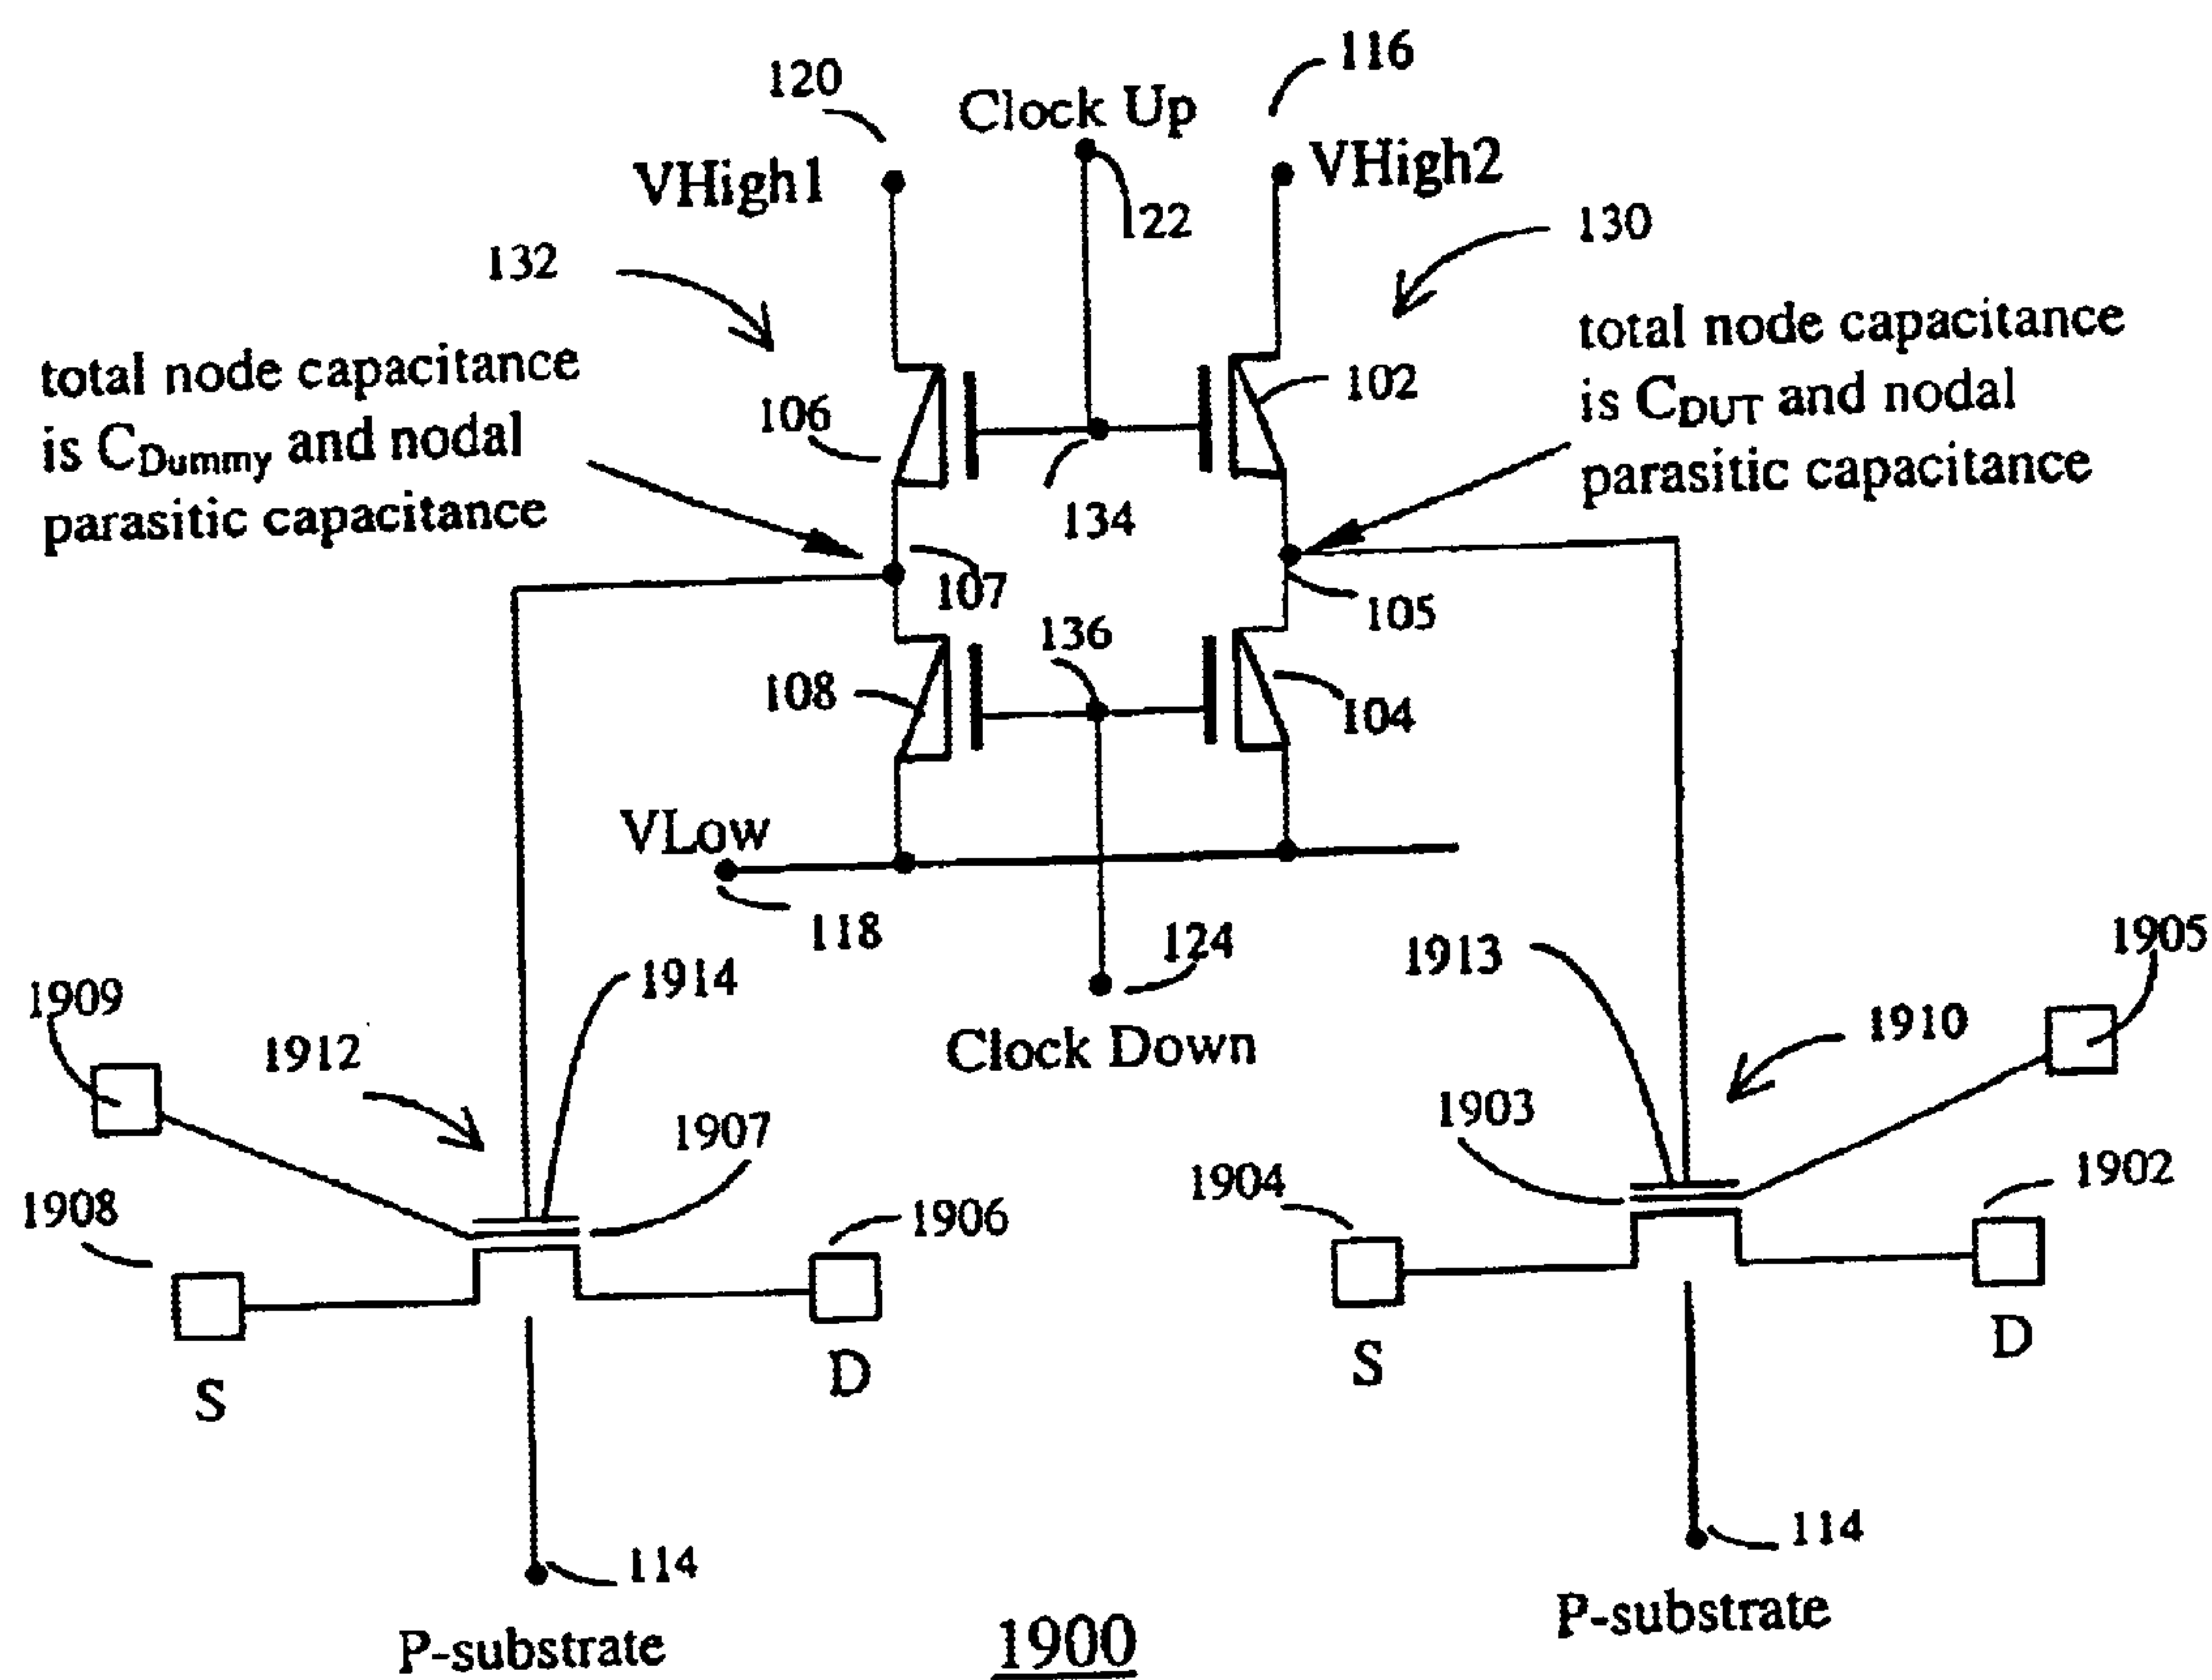 120
Clock Up
116
VHigh1
VHigh2
122
132
130
total node capacitance
is CDummy and nodal
parasitic capacitance
total node capacitance
is CDUT and nodal
parasitic capacitance
106
102
134
107
105
136
108
104
VLow
118
124
Clock Down
1909
1912
1914
1907
1913
1905
1910
1903
1908
1906
1904
1902
S
D
S
D
114
P-substrate
114
P-substrate
1900